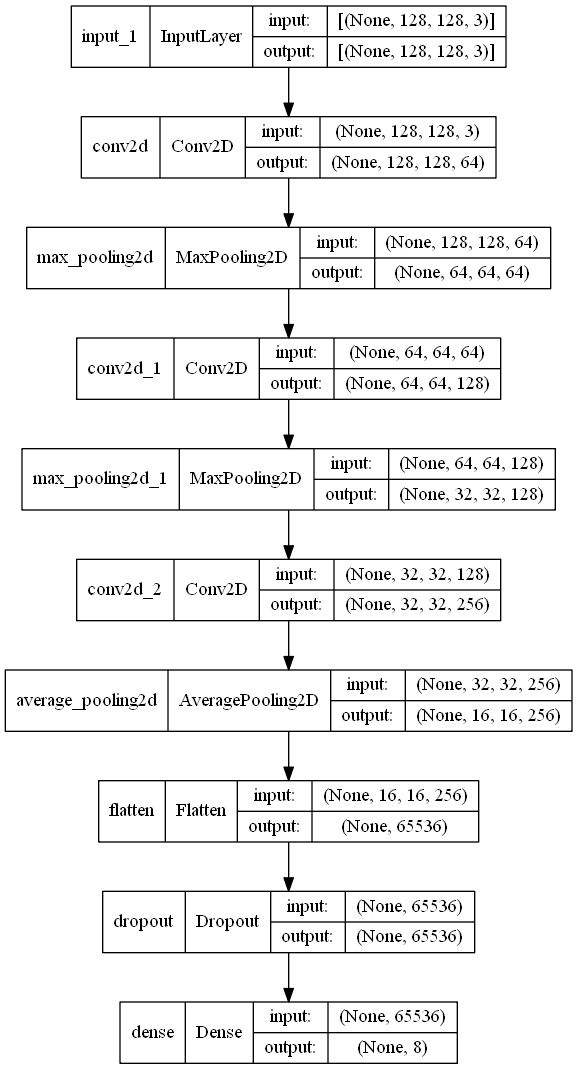 input_1 InputLayer input: [(None, 128, 128, 3)]
output: [(None, 128, 128, 3)]
conv2d Conv2D input: (None, 128, 128, 3)
output: (None, 128, 128, 64)
max_pooling2d MaxPooling2D input: (None, 128, 128, 64)
output: (None, 64, 64, 64)
conv2d_1 Conv2D input: (None, 64, 64, 64)
output: (None, 64, 64, 128)
max_pooling2d_1 MaxPooling2D input: (None, 64, 64, 128)
output: (None, 32, 32, 128)
conv2d_2 Conv2D input: (None, 32, 32, 128)
output: (None, 32, 32, 256)
average_pooling2d AveragePooling2D input: (None, 32, 32, 256)
output: (None, 16, 16, 256)
flatten Flatten input: (None, 16, 16, 256)
output: (None, 65536)
dropout Dropout input: (None, 65536)
output: (None, 65536)
dense Dense input: (None, 65536)
output: (None, 8)